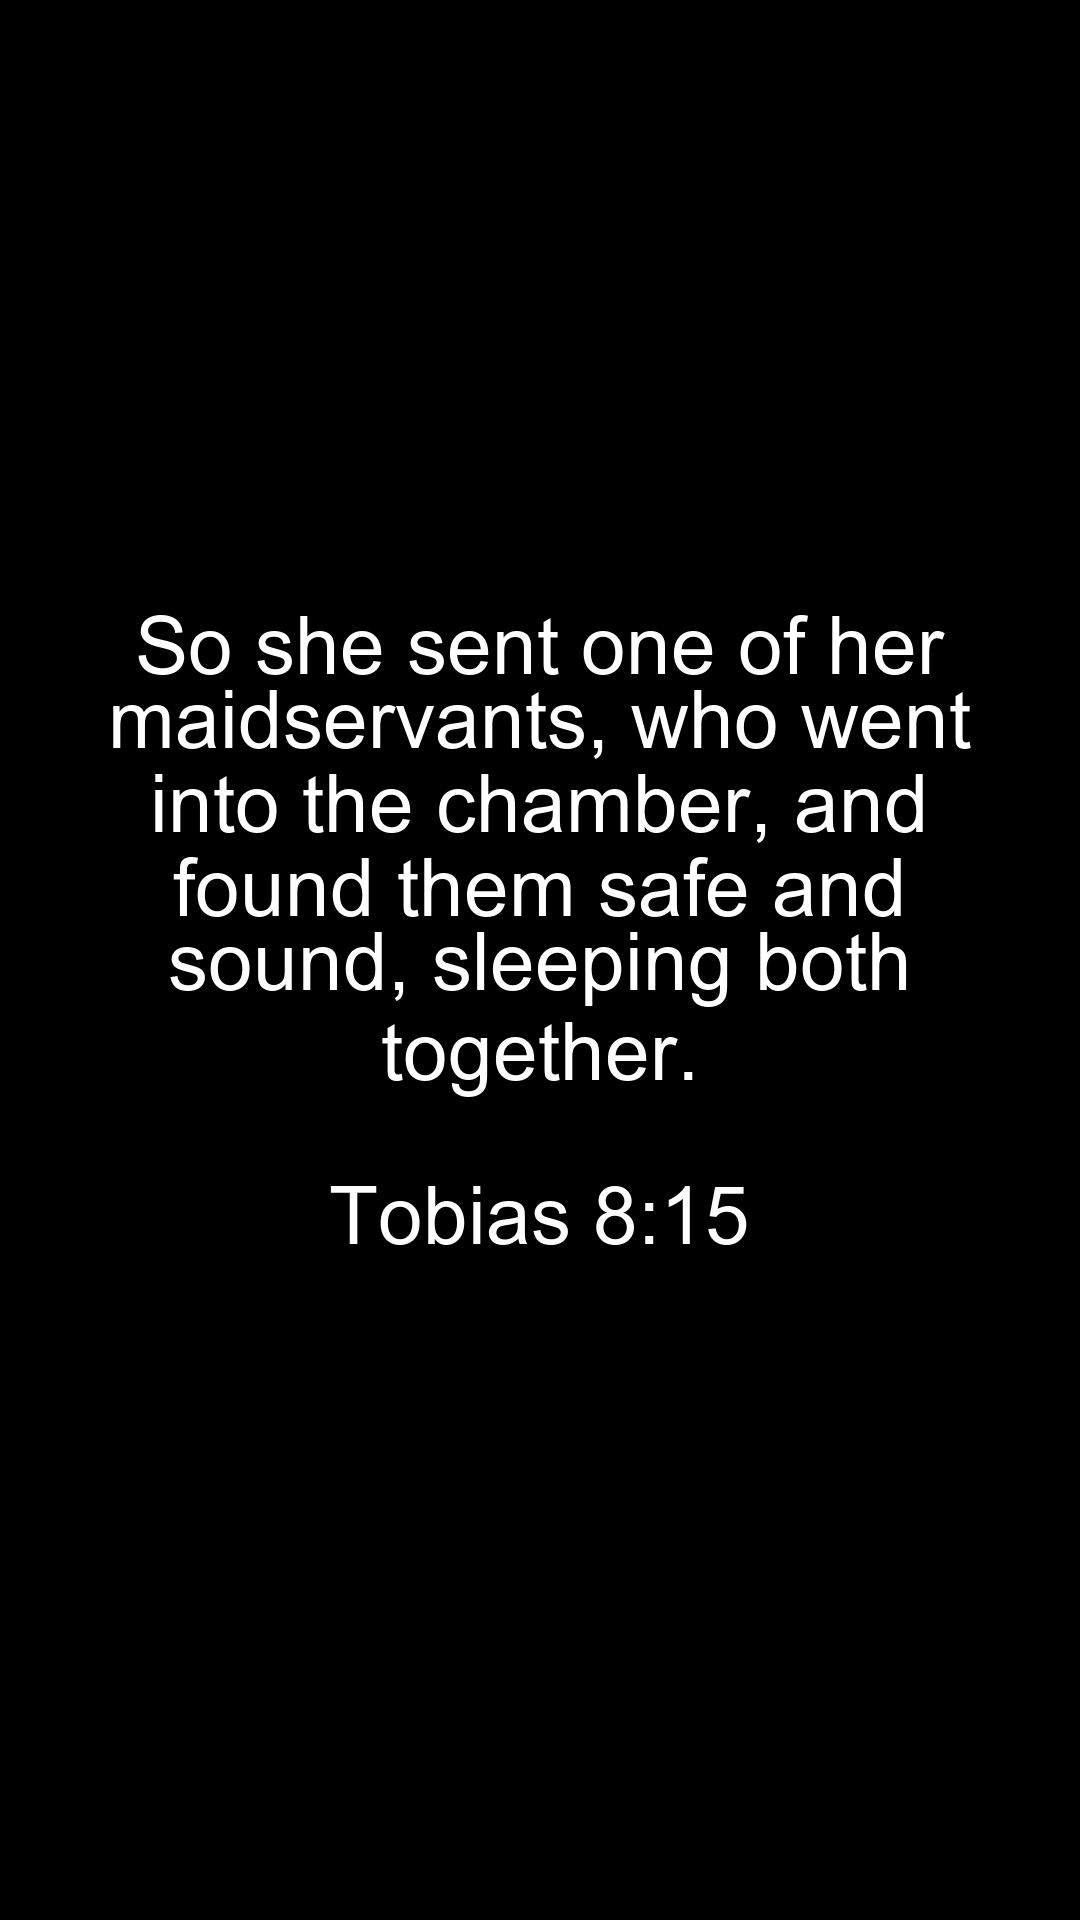 So she sent one of her
maidservants, who went
into the chamber, and
found them safe and
sound, sleeping both
together.
Tobias 8:15